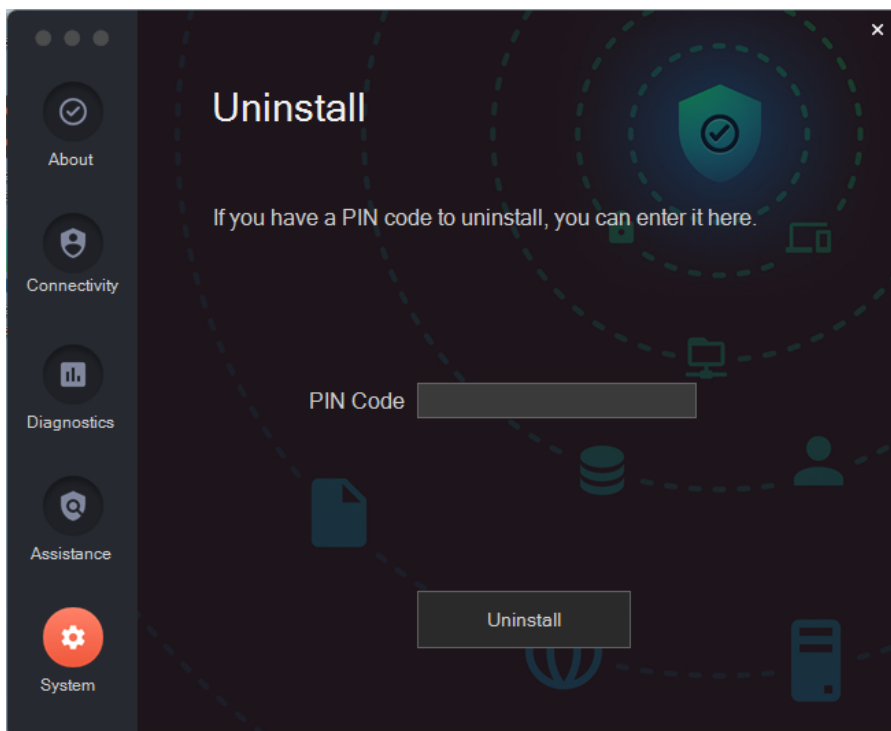 ×
Uninstall
If you have a PIN code to uninstall, you can enter it here.
PIN Code
Uninstall
About
Connectivity
Diagnostics
Assistance
System